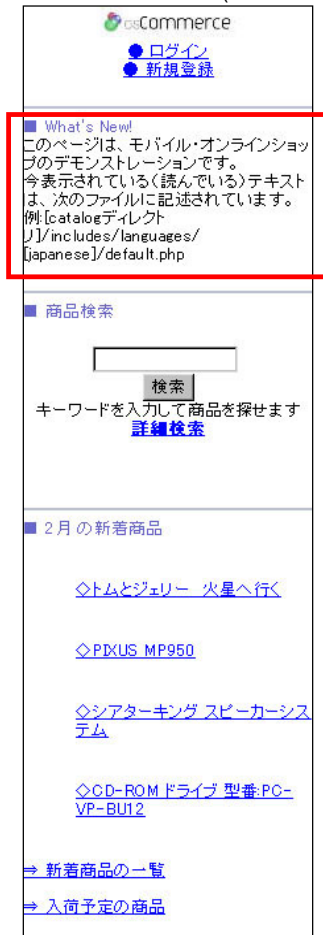 osCommerce
● ログイン
● 新規登録
■ What's New!
このページは、モバイル・オンラインショッ
プのデモンストレーションです。
今表示されている(読んでいる)テキスト
は、次のファイルに記述されています。
例:[catalogディレクト
リ]/includes/languages/
[japanese]/default.php
■ 商品検索
検索
キーワードを入力して商品を探せます
詳細検索
■ 2月の新着商品
◇トムとジェリー 火星へ行く
◇PIXUS MP950
◇シアターキング スピーカーシス
テム
◇CD-ROMドライブ 型番:PC-
VP-BU12
⇒ 新着商品の一覧
⇒ 入荷予定の商品